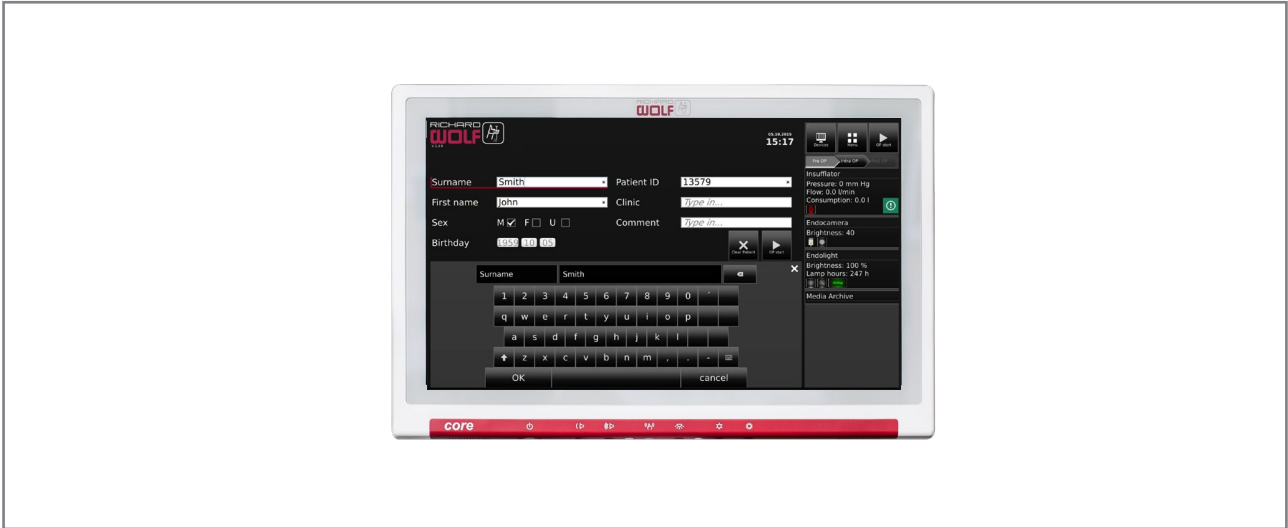 RICHARD
WOLF
RICHARD
WOLF
15:17
Devices
Menu
OP start
Pre OP
Intra OP
Surname
Smith
Patient ID
13579
First name
John
Clinic
Type in...
Sex
M
F
U
Comment
Type in...
Birthday
1959
10
05
Clear Patient
OP start
Insufflator
Pressure: 0 mm Hg
Flow: 0.0 l/min
Consumption: 0.0 l
Endocamera
Brightness: 40
Endolight
Brightness: 100 %
Lamp hours: 247 h
Media Archive
Surname
Smith
1 2 3 4 5 6 7 8 9 0 ´
q w e r t y u i o p
a s d f g h j k l
z x c v b n m , . -
OK
cancel
core